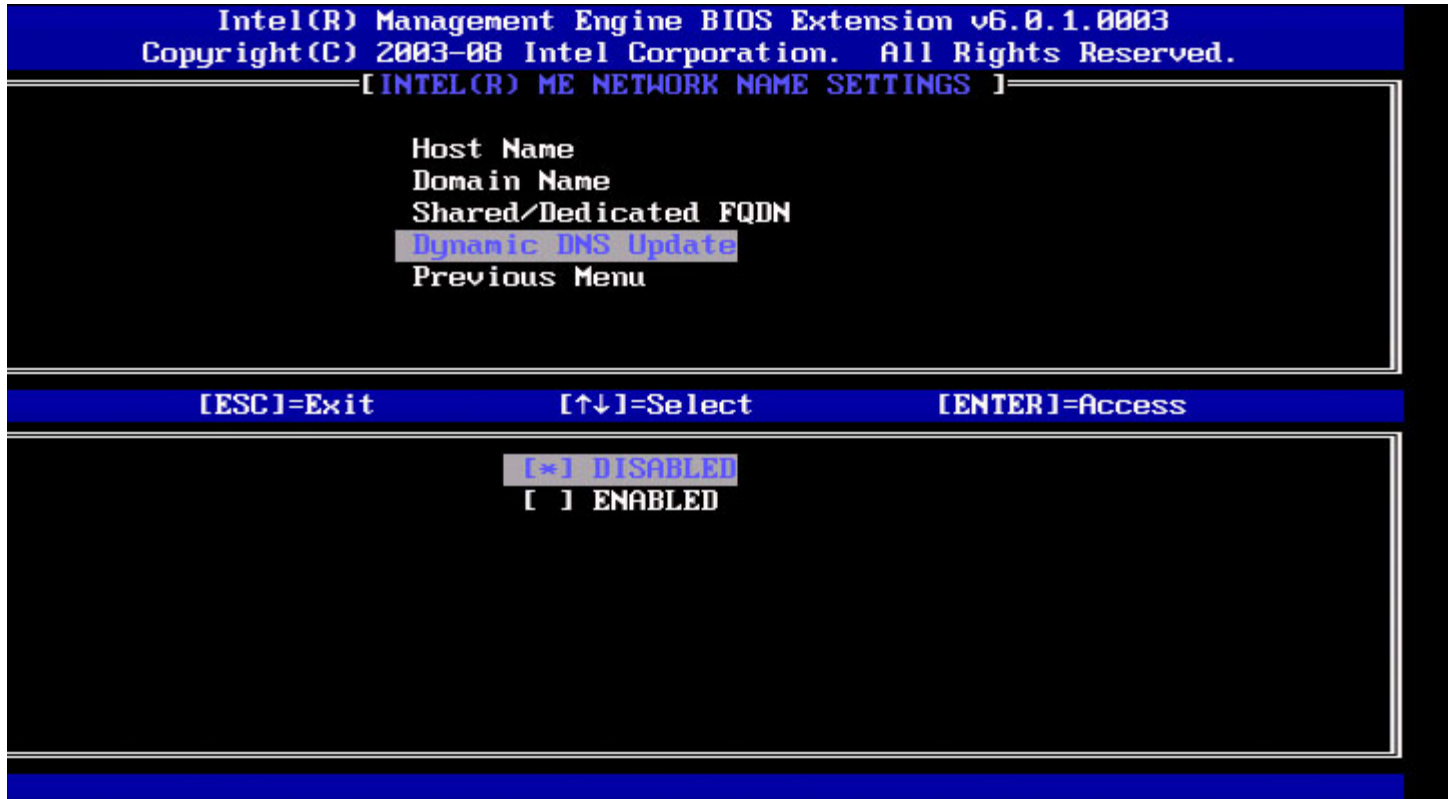 Intel(R) Management Engine BIOS Extension v6.0.1.0003
Copyright(C) 2003-08 Intel Corporation. All Rights Reserved.
[INTEL(R) ME NETWORK NAME SETTINGS ]
Host Name
Domain Name
Shared/Dedicated FQDN
Dynamic DNS Update
Previous Menu
[ESC]=Exit [↑↓]=Select [ENTER]=Access
[*] DISABLED
[ ] ENABLED